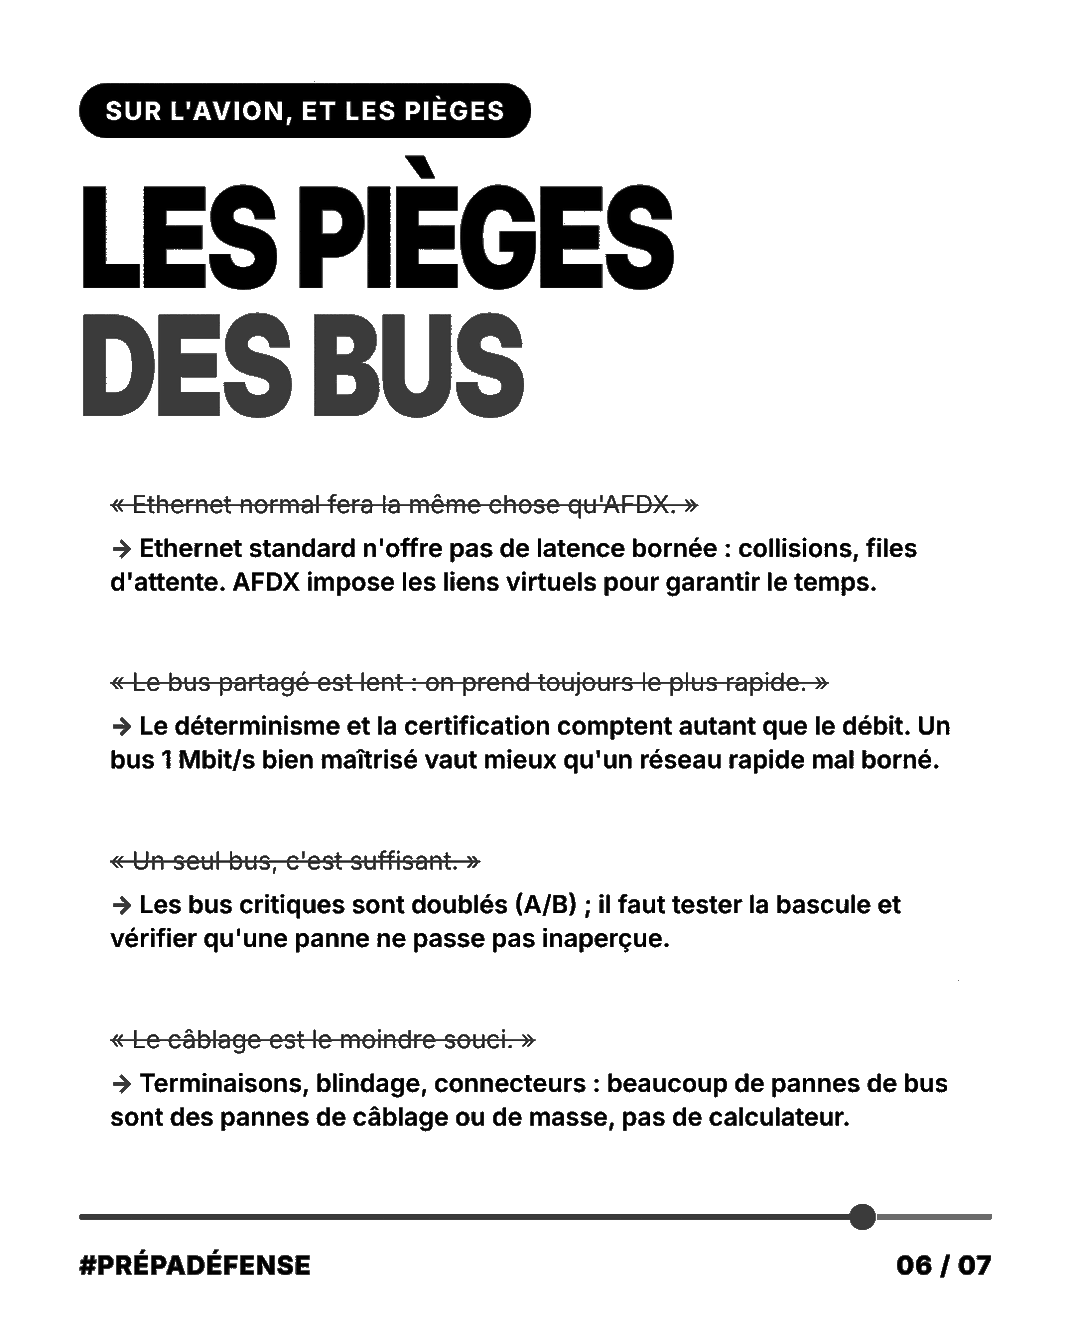 SUR L'AVION, ET LES PIÈGES
LES PIÈGES
DES BUS
« Ethernet normal fera la même chose qu'AFDX. »
→ Ethernet standard n'offre pas de latence bornée : collisions, files
d'attente. AFDX impose les liens virtuels pour garantir le temps.
« Le bus partagé est lent : on prend toujours le plus rapide. »
→ Le déterminisme et la certification comptent autant que le débit. Un
bus 1 Mbit/s bien maîtrisé vaut mieux qu'un réseau rapide mal borné.
« Un seul bus, c'est suffisant. »
→ Les bus critiques sont doublés (A/B) ; il faut tester la bascule et
vérifier qu'une panne ne passe pas inaperçue.
« Le câblage est le moindre souci. »
→ Terminaisons, blindage, connecteurs : beaucoup de pannes de bus
sont des pannes de câblage ou de masse, pas de calculateur.
#PRÉPADÉFENSE
06 / 07